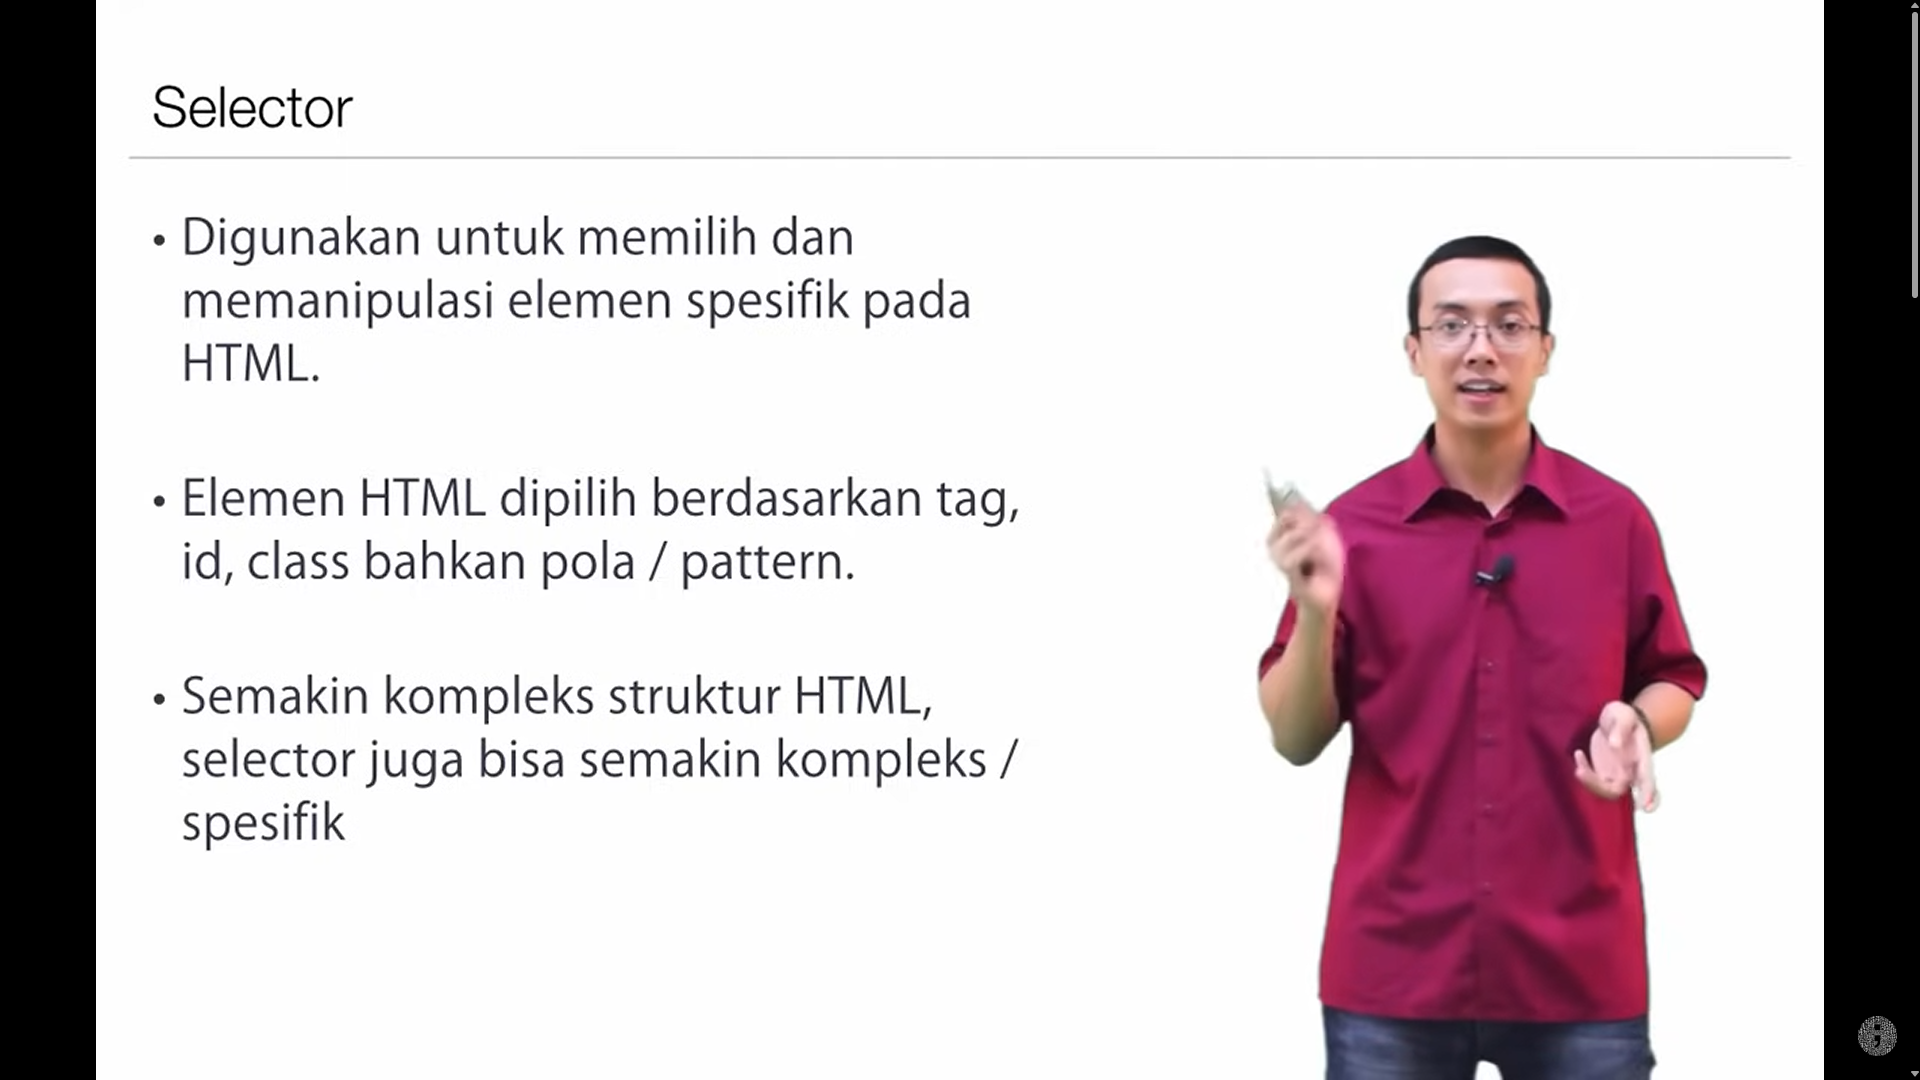 Selector
• Digunakan untuk memilih dan
memanipulasi elemen spesifik pada
HTML.
• Elemen HTML dipilih berdasarkan tag,
id, class bahkan pola / pattern.
• Semakin kompleks struktur HTML,
selector juga bisa semakin kompleks /
spesifik